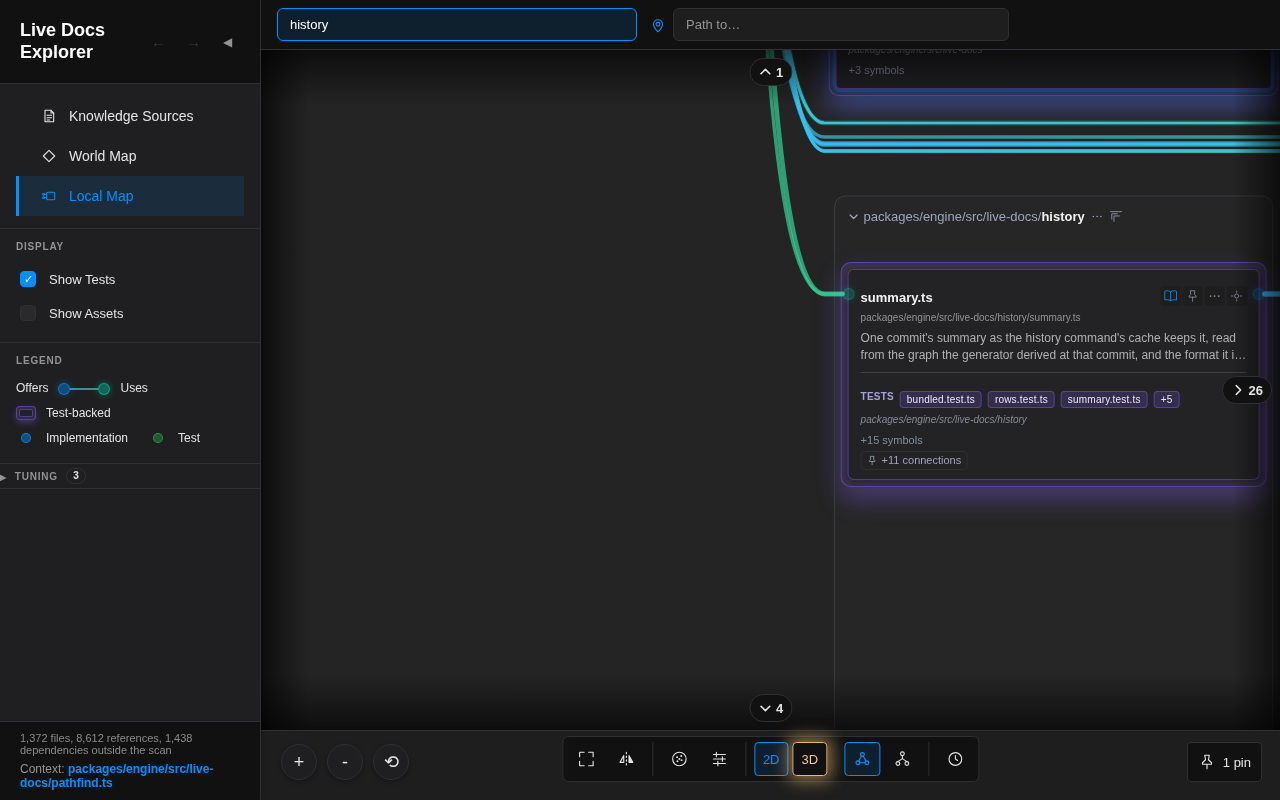 Live Docs
Explorer
history
Path to…
Knowledge Sources
World Map
Local Map
DISPLAY
Show Tests
Show Assets
LEGEND
Offers
Uses
Test-backed
Implementation
Test
TUNING
3
1,372 files, 8,612 references, 1,438
dependencies outside the scan
Context: packages/engine/src/live-
docs/pathfind.ts
1
packages/engine/src/live-docs
+3 symbols
packages/engine/src/live-docs/history
summary.ts
packages/engine/src/live-docs/history/summary.ts
One commit's summary as the history command's cache keeps it, read
from the graph the generator derived at that commit, and the format it i…
TESTS bundled.test.ts rows.test.ts summary.test.ts +5
packages/engine/src/live-docs/history
+15 symbols
+11 connections
26
4
+
-
2D
3D
1 pin